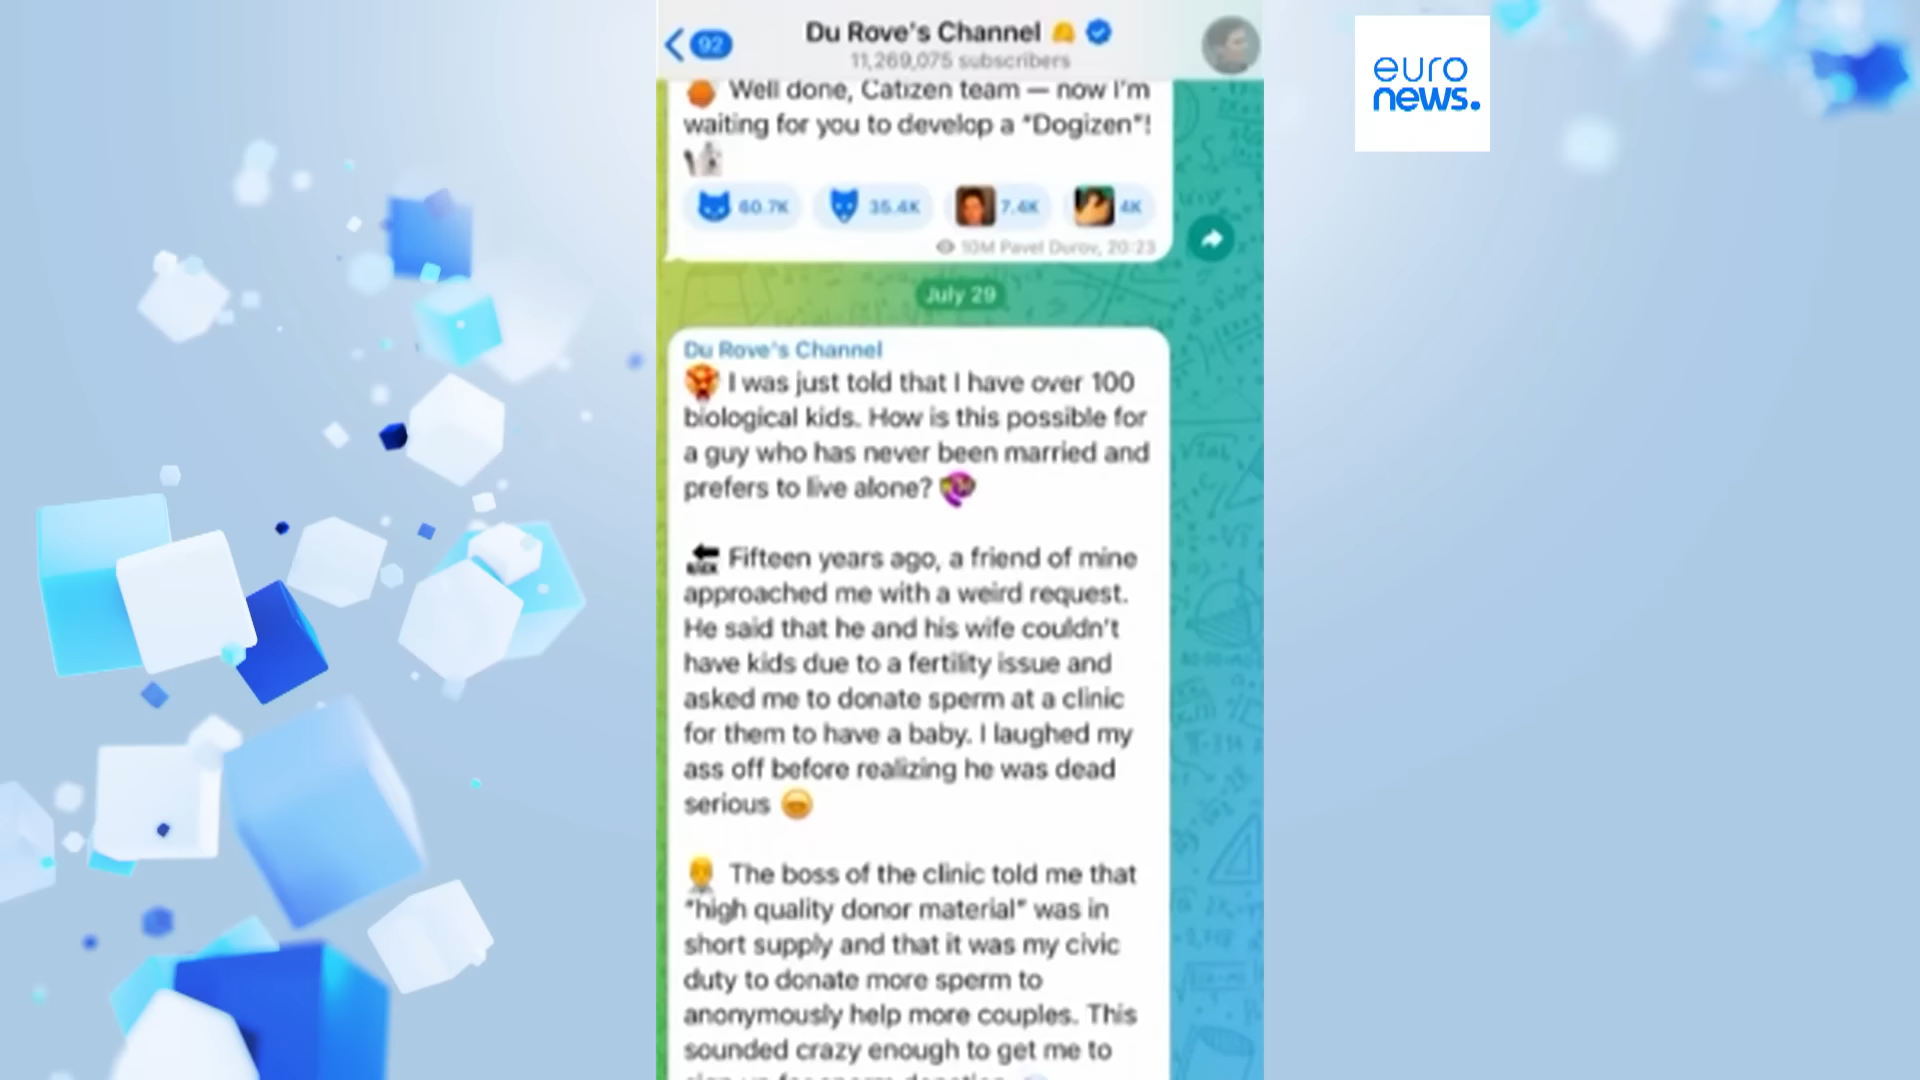 92
Du Rove's Channel
11,269,075 subscribers
euro
news.
Well done, Catizen team — now I'm
waiting for you to develop a "Dogizen"!
60.7K 35.4K 7.4K 4K
10M Pavel Durov, 20:23
July 29
Du Rove's Channel
I was just told that I have over 100
biological kids. How is this possible for
a guy who has never been married and
prefers to live alone?
Fifteen years ago, a friend of mine
approached me with a weird request.
He said that he and his wife couldn't
have kids due to a fertility issue and
asked me to donate sperm at a clinic
for them to have a baby. I laughed my
ass off before realizing he was dead
serious
The boss of the clinic told me that
"high quality donor material" was in
short supply and that it was my civic
duty to donate more sperm to
anonymously help more couples. This
sounded crazy enough to get me to